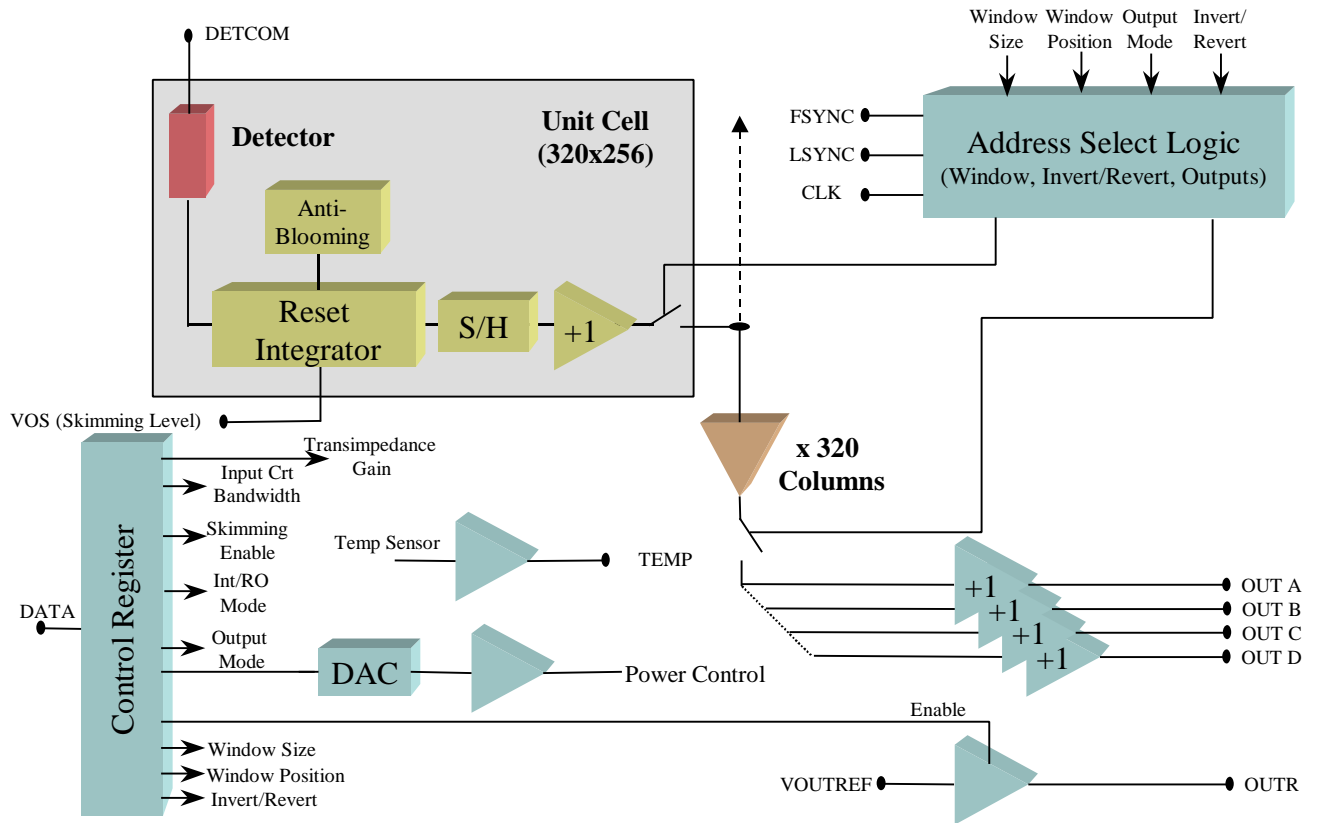 DETCOM
Window
Size
Window
Position
Output
Mode
Invert/
Revert
Detector
Unit Cell
(320x256)
FSYNC
LSYNC
CLK
Address Select Logic
(Window, Invert/Revert, Outputs)
Anti-
Blooming
Reset
Integrator
S/H
+1
VOS (Skimming Level)
Transimpedance
Gain
x 320
Columns
Input Crt
Bandwidth
Skimming
Enable
Temp Sensor
TEMP
Int/RO
Mode
DATA
Control Register
Output
Mode
DAC
Power Control
+1
+1
+1
+1
OUT A
OUT B
OUT C
OUT D
Enable
Window Size
Window Position
Invert/Revert
VOUTREF
OUTR